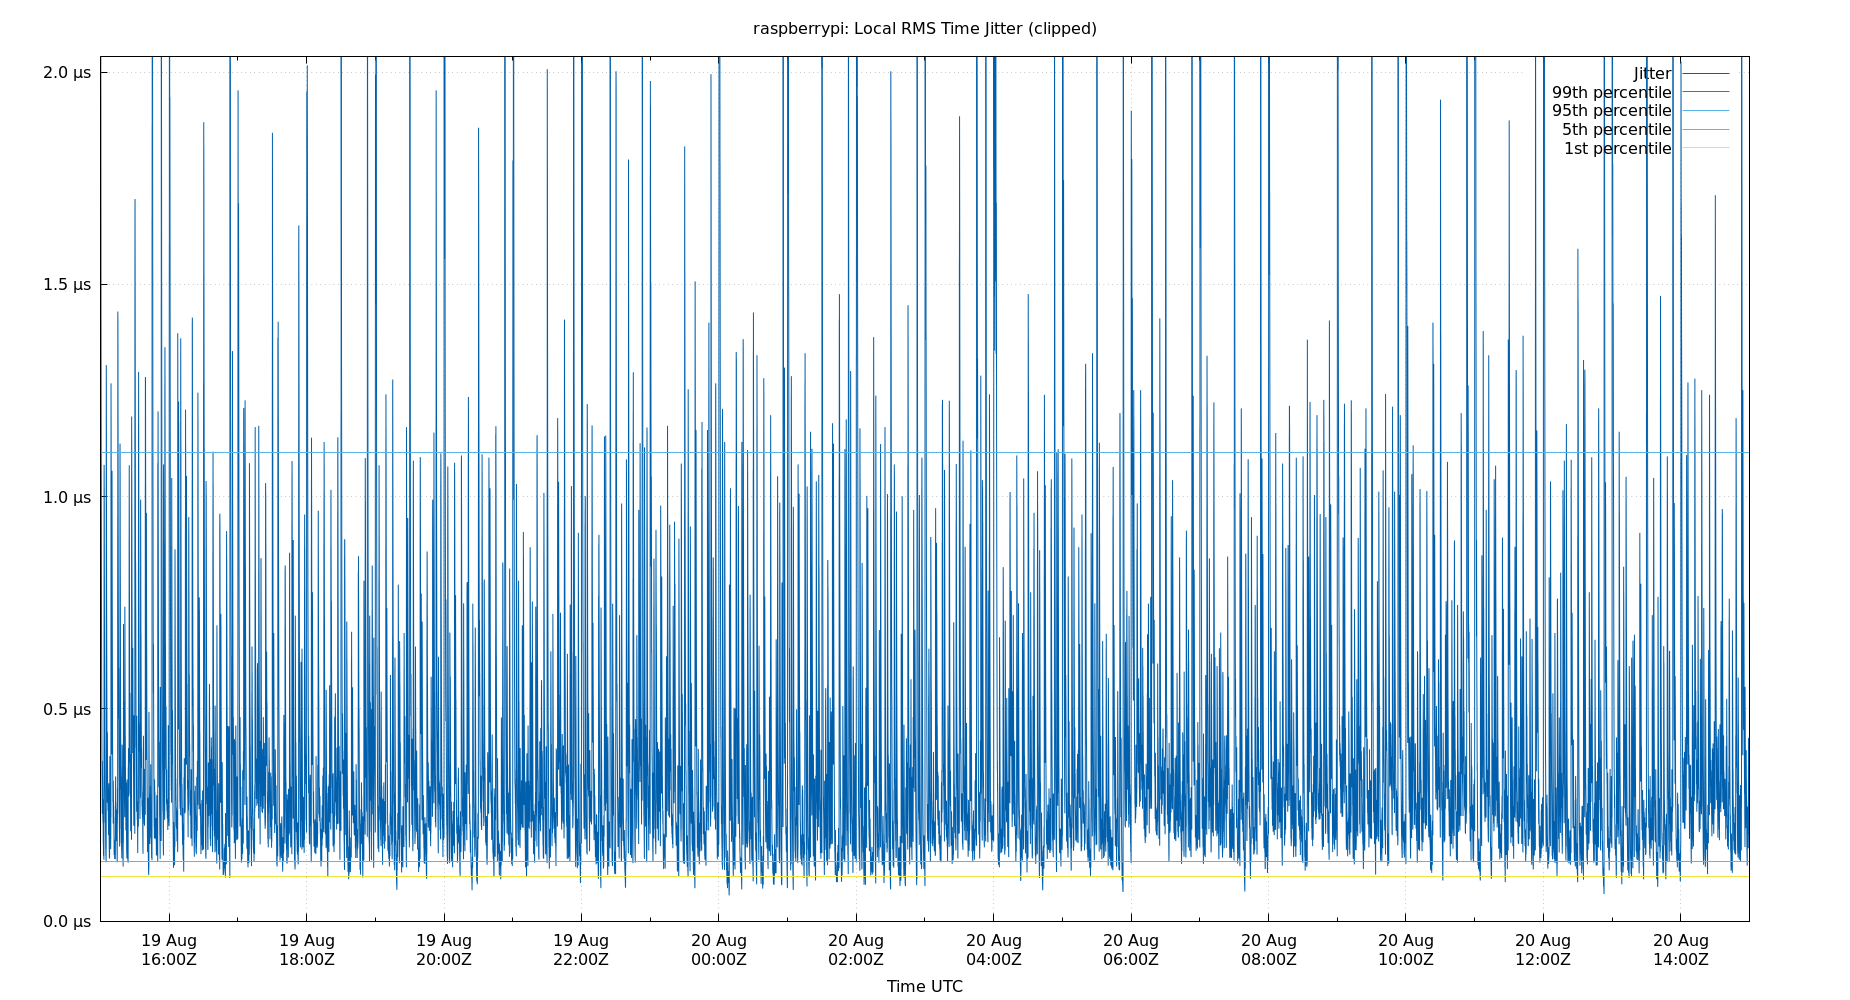 raspberrypi: Local RMS Time Jitter (clipped)
2.0 µs
1.5 µs
1.0 µs
0.5 µs
0.0 µs
Jitter
99th percentile
95th percentile
5th percentile
1st percentile
19 Aug 19 Aug 19 Aug 19 Aug 20 Aug 20 Aug 20 Aug 20 Aug 20 Aug 20 Aug 20 Aug 20 Aug
16:00Z 18:00Z 20:00Z 22:00Z 00:00Z 02:00Z 04:00Z 06:00Z 08:00Z 10:00Z 12:00Z 14:00Z
Time UTC